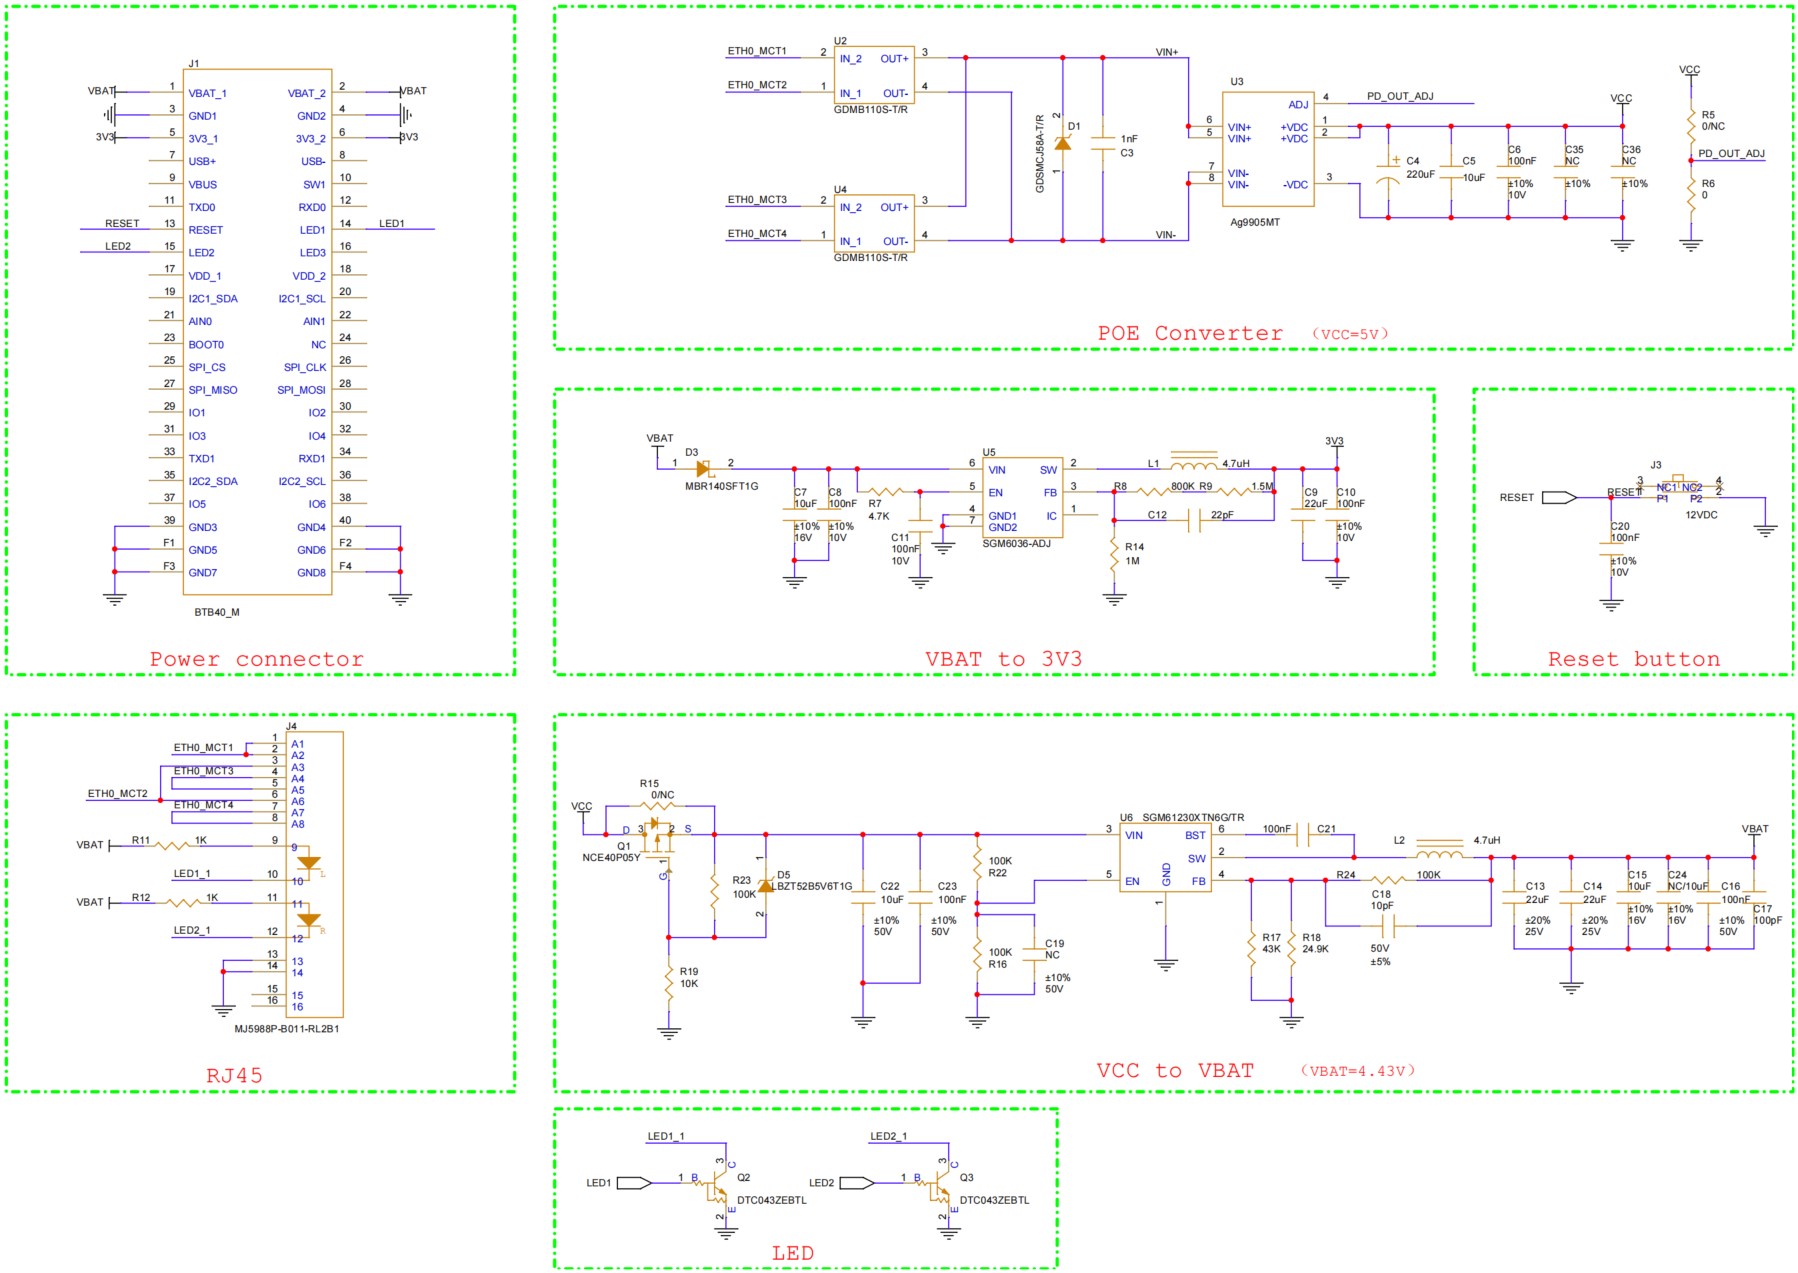 J1
VBAT 1 VBAT_1 VBAT_2 2 VBAT
3 GND1 GND2 4
3V3 5 3V3_1 3V3_2 6 3V3
7 USB+ USB- 8
9 VBUS SW1 10
11 TXD0 RXD0 12
RESET 13 RESET LED1 14 LED1
LED2 15 LED2 LED3 16
17 VDD_1 VDD_2 18
19 I2C1_SDA I2C1_SCL 20
21 AIN0 AIN1 22
23 BOOT0 NC 24
25 SPI_CS SPI_CLK 26
27 SPI_MISO SPI_MOSI 28
29 IO1 IO2 30
31 IO3 IO4 32
33 TXD1 RXD1 34
35 I2C2_SDA I2C2_SCL 36
37 IO5 IO6 38
39 GND3 GND4 40
F1 GND5 GND6 F2
F3 GND7 GND8 F4
BTB40_M
Power connector
U2
ETH0_MCT1 2 IN_2 OUT+ 3
ETH0_MCT2 1 IN_1 OUT- 4
GDMB110S-T/R
U4
ETH0_MCT3 2 IN_2 OUT+ 3
ETH0_MCT4 1 IN_1 OUT- 4
GDMB110S-T/R
VIN+
VIN-
GDSMCJ58A-T/R
2 D1 1
1nF
C3
U3
6 VIN+
5 VIN+
7 VIN-
8 VIN-
ADJ 4 PD_OUT_ADJ
+VDC 1
+VDC 2
-VDC 3
Ag9905MT
VCC
+ C4
220uF
C5
10uF
C6
100nF
±10%
10V
C35
NC
±10%
C36
NC
±10%
VCC
R5
0/NC
PD_OUT_ADJ
R6
0
POE Converter （VCC=5V）
VBAT
D3
1 2
MBR140SFT1G
C7
10uF
±10%
16V
C8
100nF
±10%
10V
R7
4.7K
C11
100nF
10V
U5
6 VIN SW 2
5 EN FB 3
4 GND1 IC 1
7 GND2
SGM6036-ADJ
L1 4.7uH
R8 800K R9 1.5M
C12 22pF
R14
1M
3V3
C9
22uF
C10
100nF
±10%
10V
VBAT to 3V3
J3
RESET RESET
3 NC1 NC2 4
P1 P2 2
12VDC
C20
100nF
±10%
10V
Reset button
J4
ETH0_MCT1
ETH0_MCT3
ETH0_MCT2
ETH0_MCT4
1 A1
2 A2
3 A3
4 A4
5 A5
6 A6
7 A7
8 A8
VBAT R11 1K 9 9
L
LED1_1 10 10
VBAT R12 1K 11 11
R
LED2_1 12 12
13 13
14 14
15 15
16 16
MJ5988P-B011-RL2B1
RJ45
VCC
R15
0/NC
D 3 2 S
Q1
NCE40P05Y
G 1
R23
100K
1 D5
LBZT52B5V6T1G
2
R19
10K
C22
10uF
±10%
50V
C23
100nF
±10%
50V
100K
R22
100K
R16
C19
NC
±10%
50V
U6 SGM61230XTN6G/TR
3 VIN BST 6
SW 2
5 EN FB 4
GND
1
100nF C21
L2 4.7uH
R24 100K
C18
10pF
50V
±5%
R17
43K
R18
24.9K
VBAT
C13
22uF
±20%
25V
C14
22uF
±20%
25V
C15
10uF
±10%
16V
C24
NC/10uF
±10%
16V
C16
100nF
±10%
50V
C17
100pF
VCC to VBAT （VBAT=4.43V）
LED1_1
LED1 1 B 3 C
Q2
DTC043ZEBTL
2 E
LED2_1
LED2 1 B 3 C
Q3
DTC043ZEBTL
2 E
LED